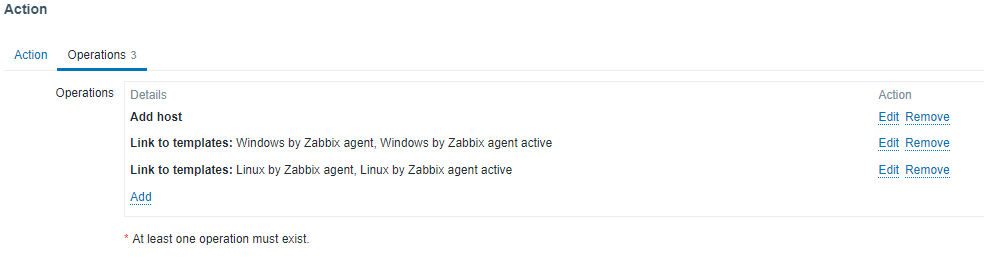 Action
Action Operations 3
Operations Details Action
Add host Edit Remove
Link to templates: Windows by Zabbix agent, Windows by Zabbix agent active Edit Remove
Link to templates: Linux by Zabbix agent, Linux by Zabbix agent active Edit Remove
Add
* At least one operation must exist.